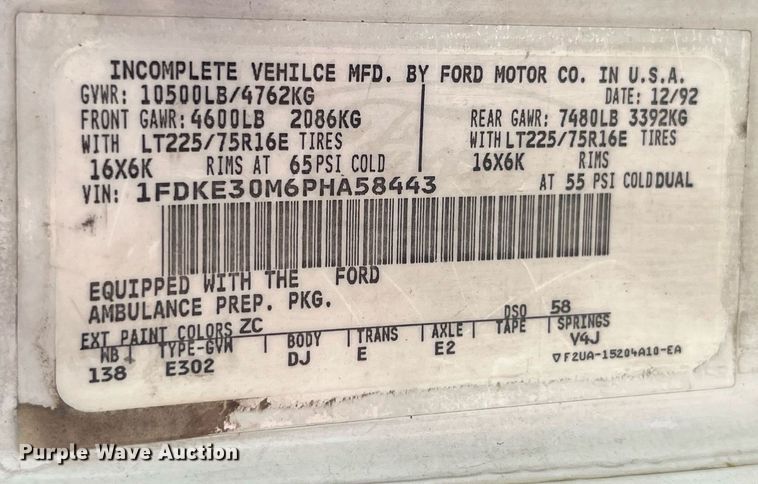 INCOMPLETE VEHILCE MFD. BY FORD MOTOR CO. IN U.S.A.
GVWR: 10500LB/4762KG DATE: 12/92
FRONT GAWR: 4600LB 2086KG REAR GAWR: 7480LB 3392KG
WITH LT225/75R16E TIRES WITH LT225/75R16E TIRES
16X6K RIMS AT 65 PSI COLD 16X6K RIMS
VIN: 1FDKE30M6PHA58443 AT 55 PSI COLD DUAL
EQUIPPED WITH THE FORD
AMBULANCE PREP. PKG.
EXT PAINT COLORS ZC DSO 58
WB TYPE-GVW BODY TRANS AXLE TAPE SPRINGS
138 E302 DJ E E2 V4J
F2UA-15204A10-EA
Purple Wave Auction